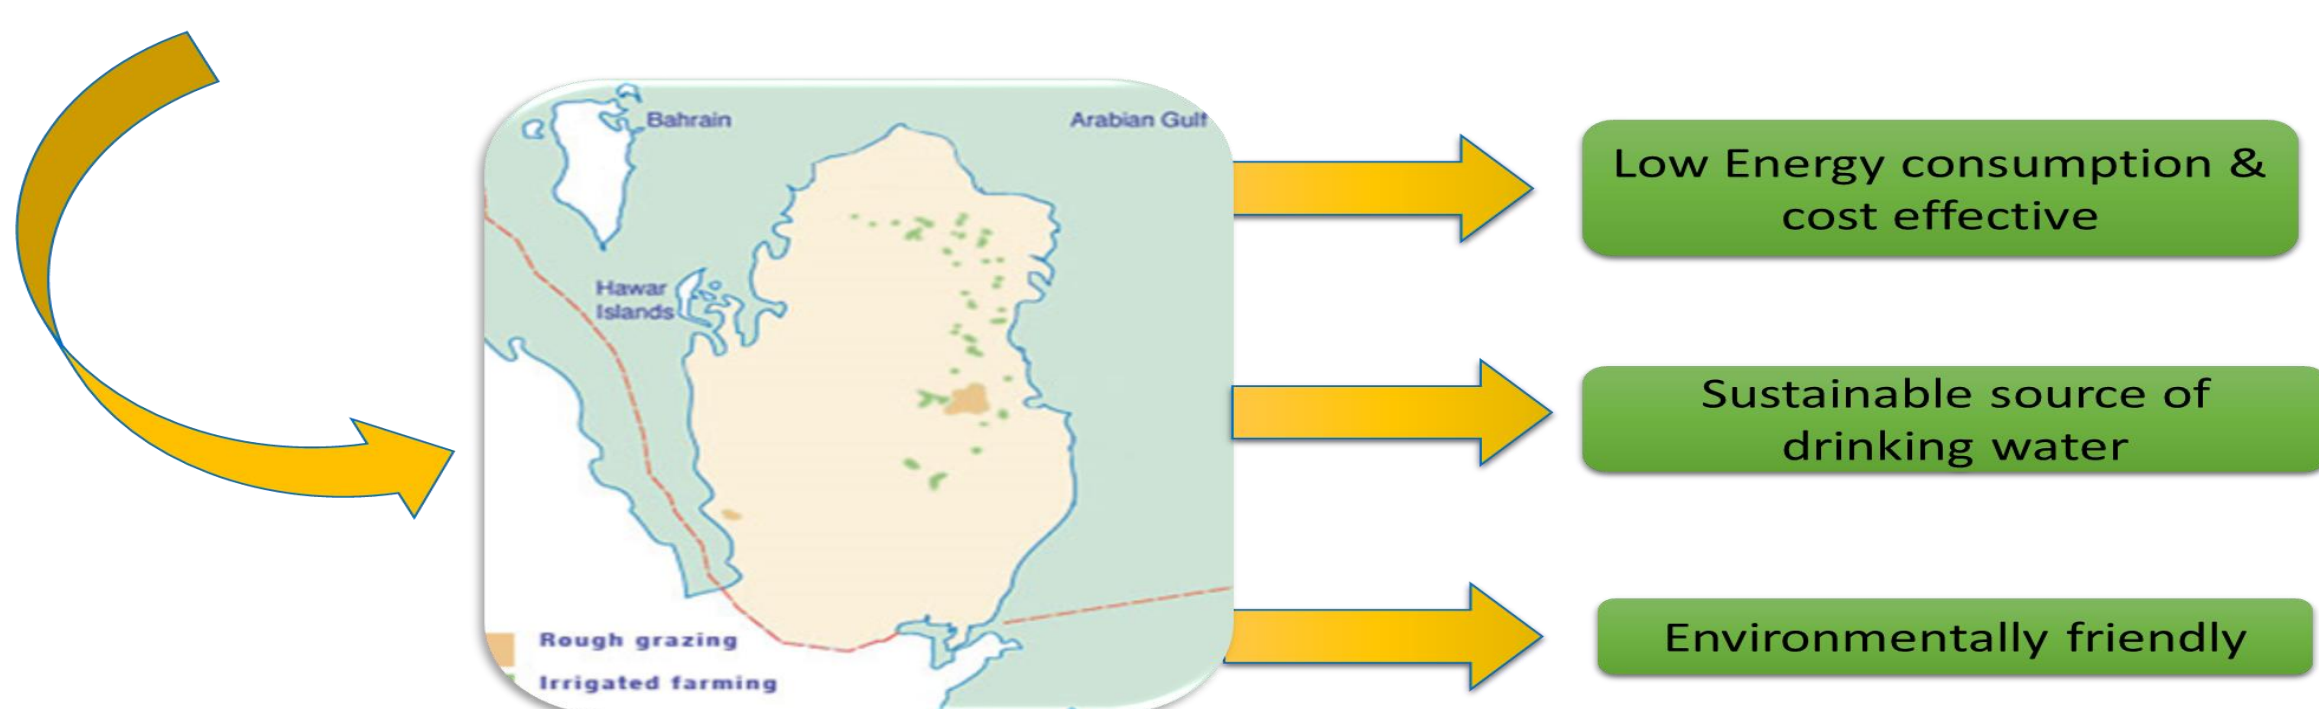 Bahrain
Arabian Gulf
Hawar
Islands
Rough grazing
Irrigated farming
Low Energy consumption &
cost effective
Sustainable source of
drinking water
Environmentally friendly